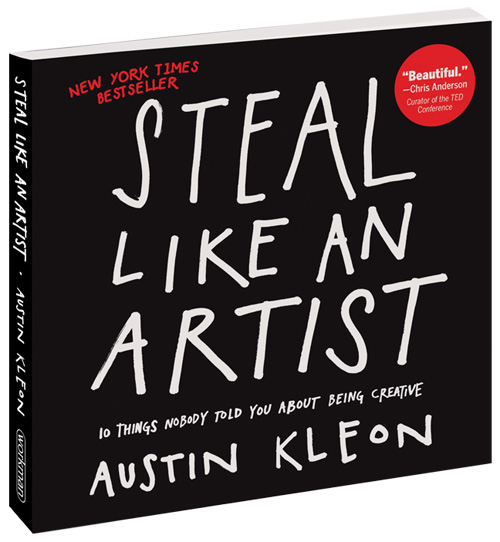 NEW YORK TIMES
BESTSELLER
"Beautiful."
—Chris Anderson
Curator of the TED
Conference
STEAL
LIKE AN
ARTIST
10 THINGS NOBODY TOLD YOU ABOUT BEING CREATIVE
AUSTIN KLEON
STEAL LIKE AN ARTIST • AUSTIN KLEON
workman